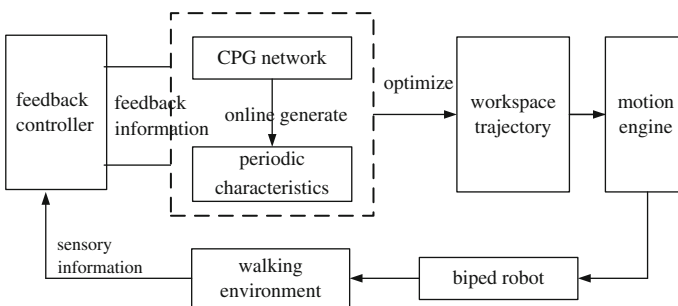 feedback
controller
feedback
information
CPG network
online generate
periodic
characteristics
optimize
workspace
trajectory
motion
engine
sensory
information
walking
environment
biped robot